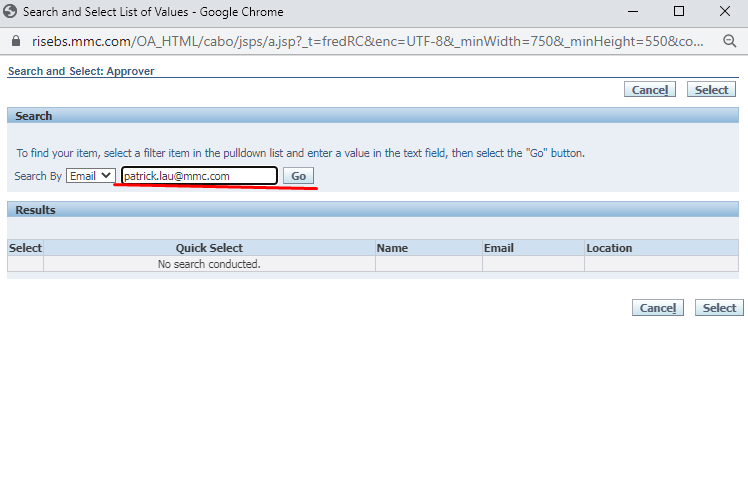 Search and Select List of Values - Google Chrome
risebs.mmc.com/OA_HTML/cabo/jsps/a.jsp?_t=fredRC&enc=UTF-8&_minWidth=750&_minHeight=550&co...
Search and Select: Approver
Cancel Select
Search
To find your item, select a filter item in the pulldown list and enter a value in the text field, then select the "Go" button.
Search By Email patrick.lau@mmc.com Go
Results
Select Quick Select Name Email Location
No search conducted.
Cancel Select